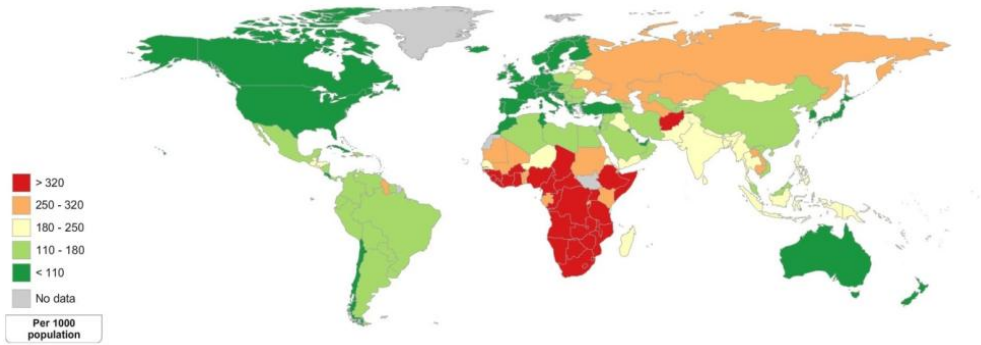 > 320
250 - 320
180 - 250
110 - 180
< 110
No data
Per 1000
population